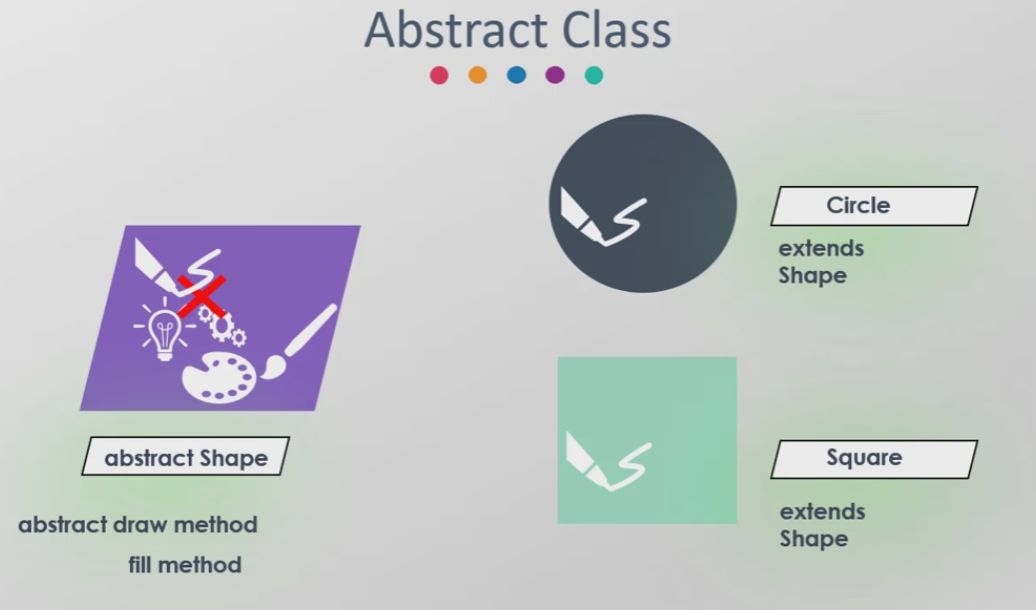 Abstract Class
Circle
extends
Shape
abstract Shape
abstract draw method
fill method
Square
extends
Shape